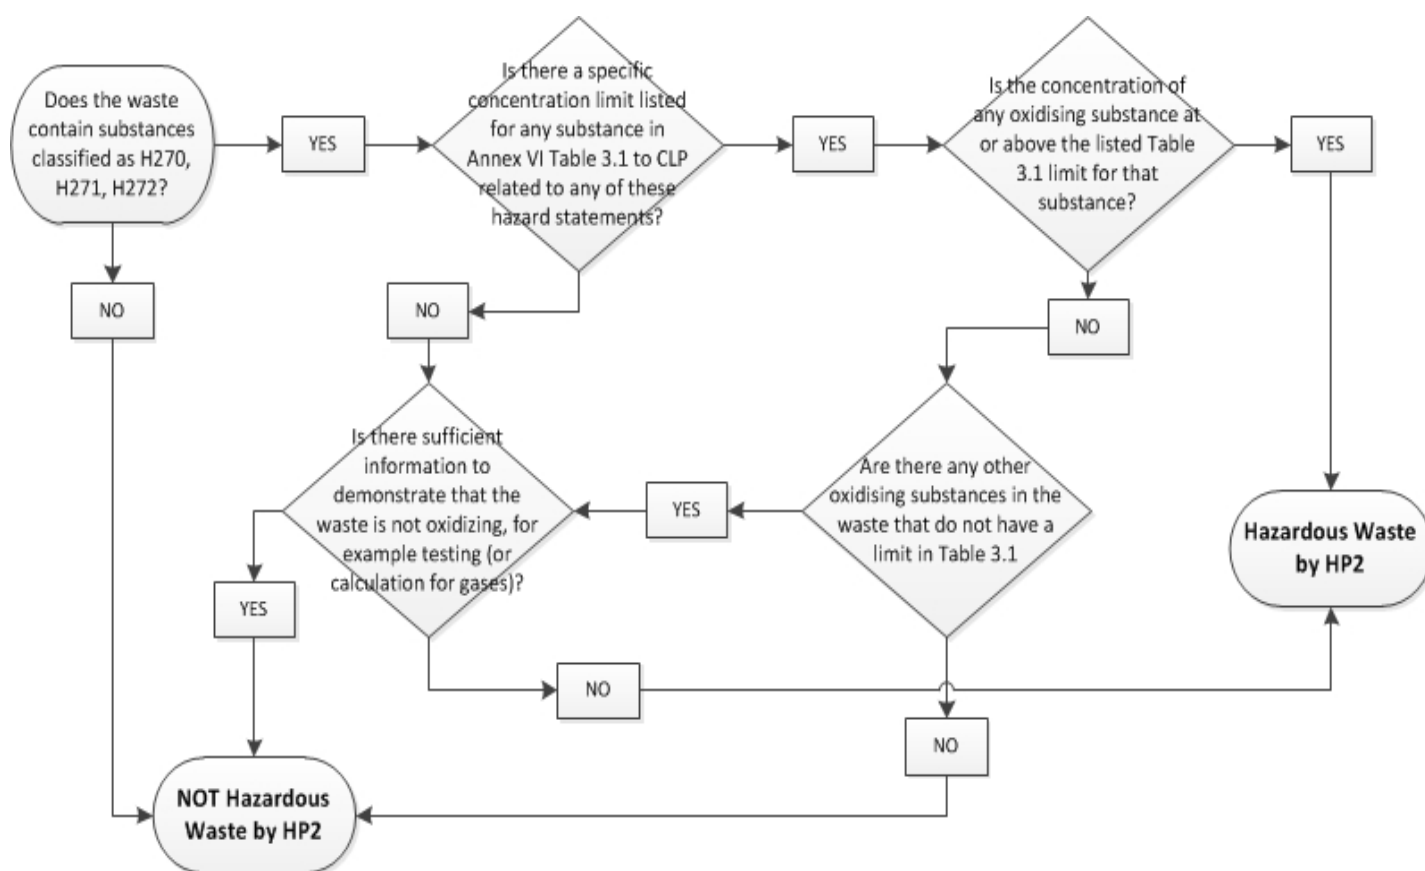 Does the waste
contain substances
classified as H270,
H271, H272?
YES
Is there a specific
concentration limit listed
for any substance in
Annex VI Table 3.1 to CLP
related to any of these
hazard statements?
YES
Is the concentration of
any oxidising substance at
or above the listed Table
3.1 limit for that
substance?
YES
NO
NO
NO
Is there sufficient
information to
demonstrate that the
waste is not oxidizing, for
example testing (or
calculation for gases)?
YES
Are there any other
oxidising substances in the
waste that do not have a
limit in Table 3.1
Hazardous Waste
by HP2
YES
NO
NO
NOT Hazardous
Waste by HP2